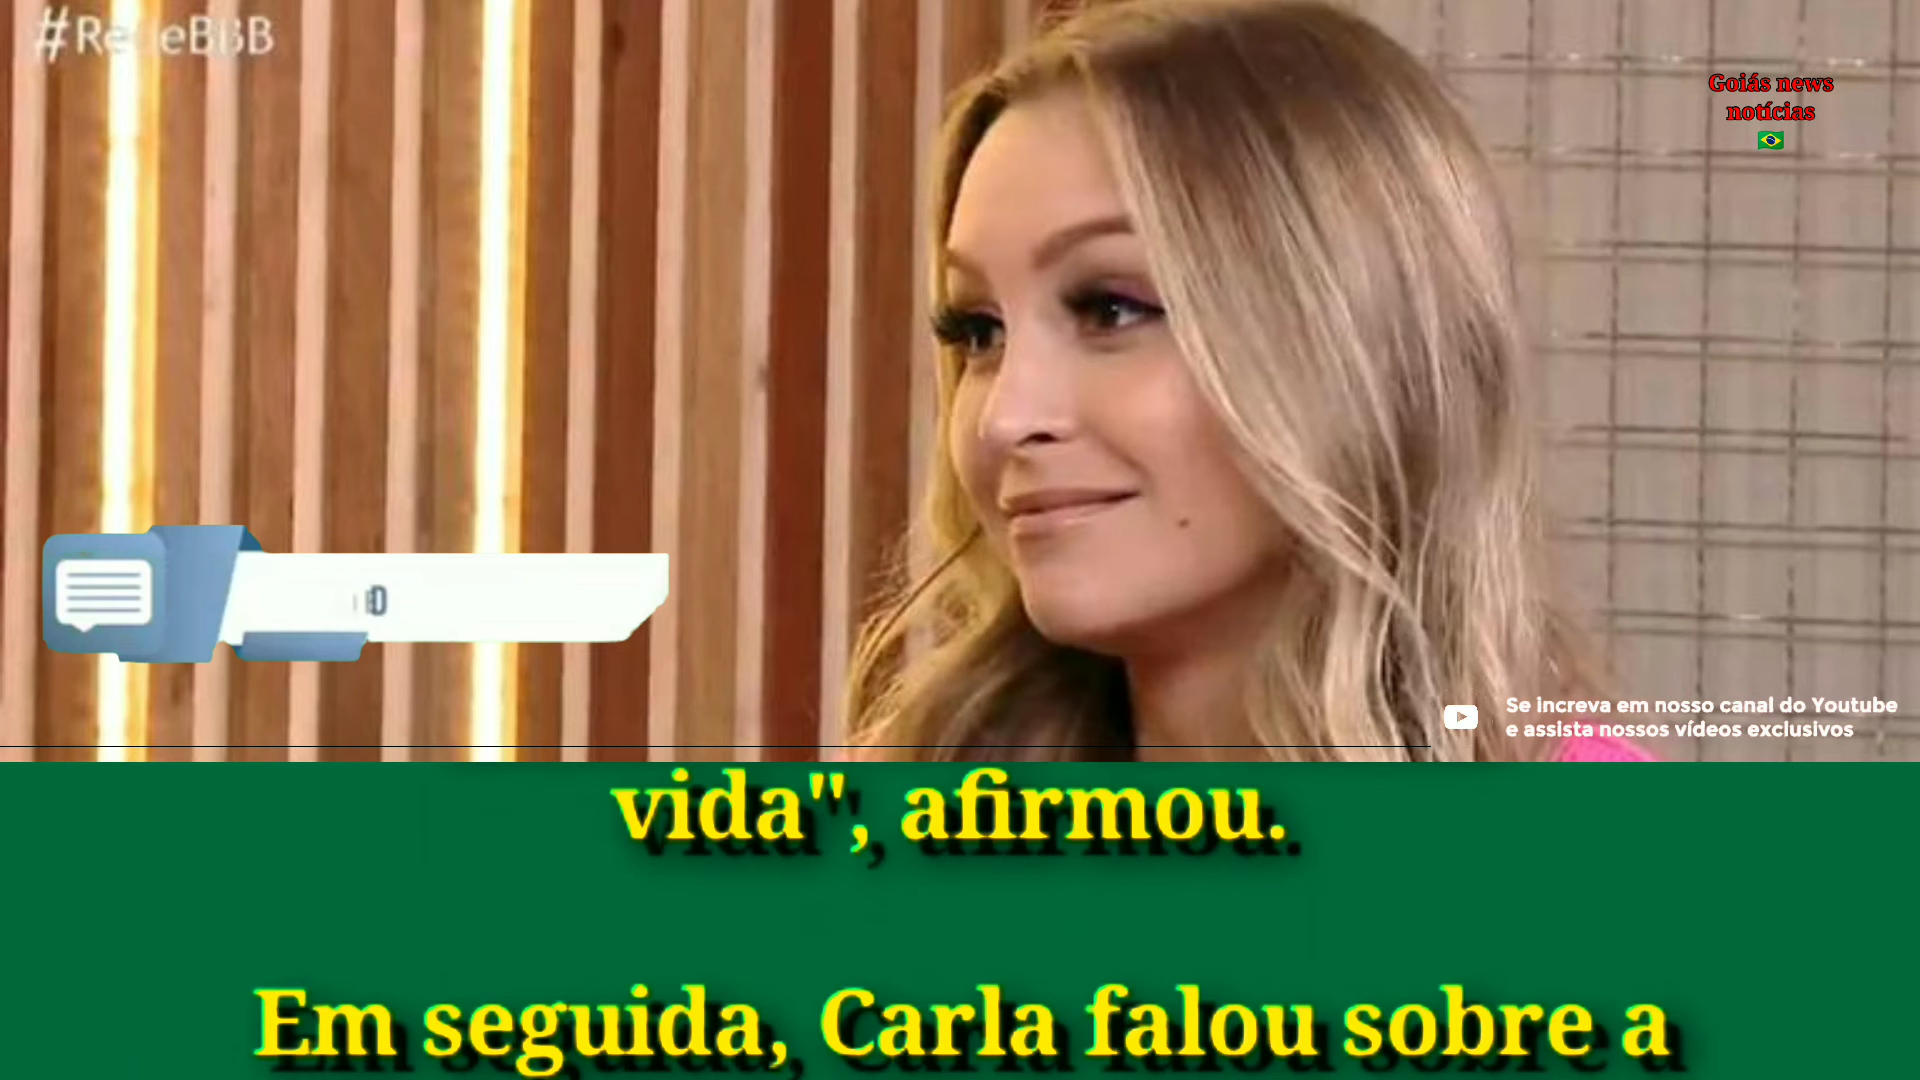 #RedeBBB
Goiás news
notícias
Se increva em nosso canal do Youtube
e assista nossos vídeos exclusivos
vida", afirmou.
Em seguida, Carla falou sobre a